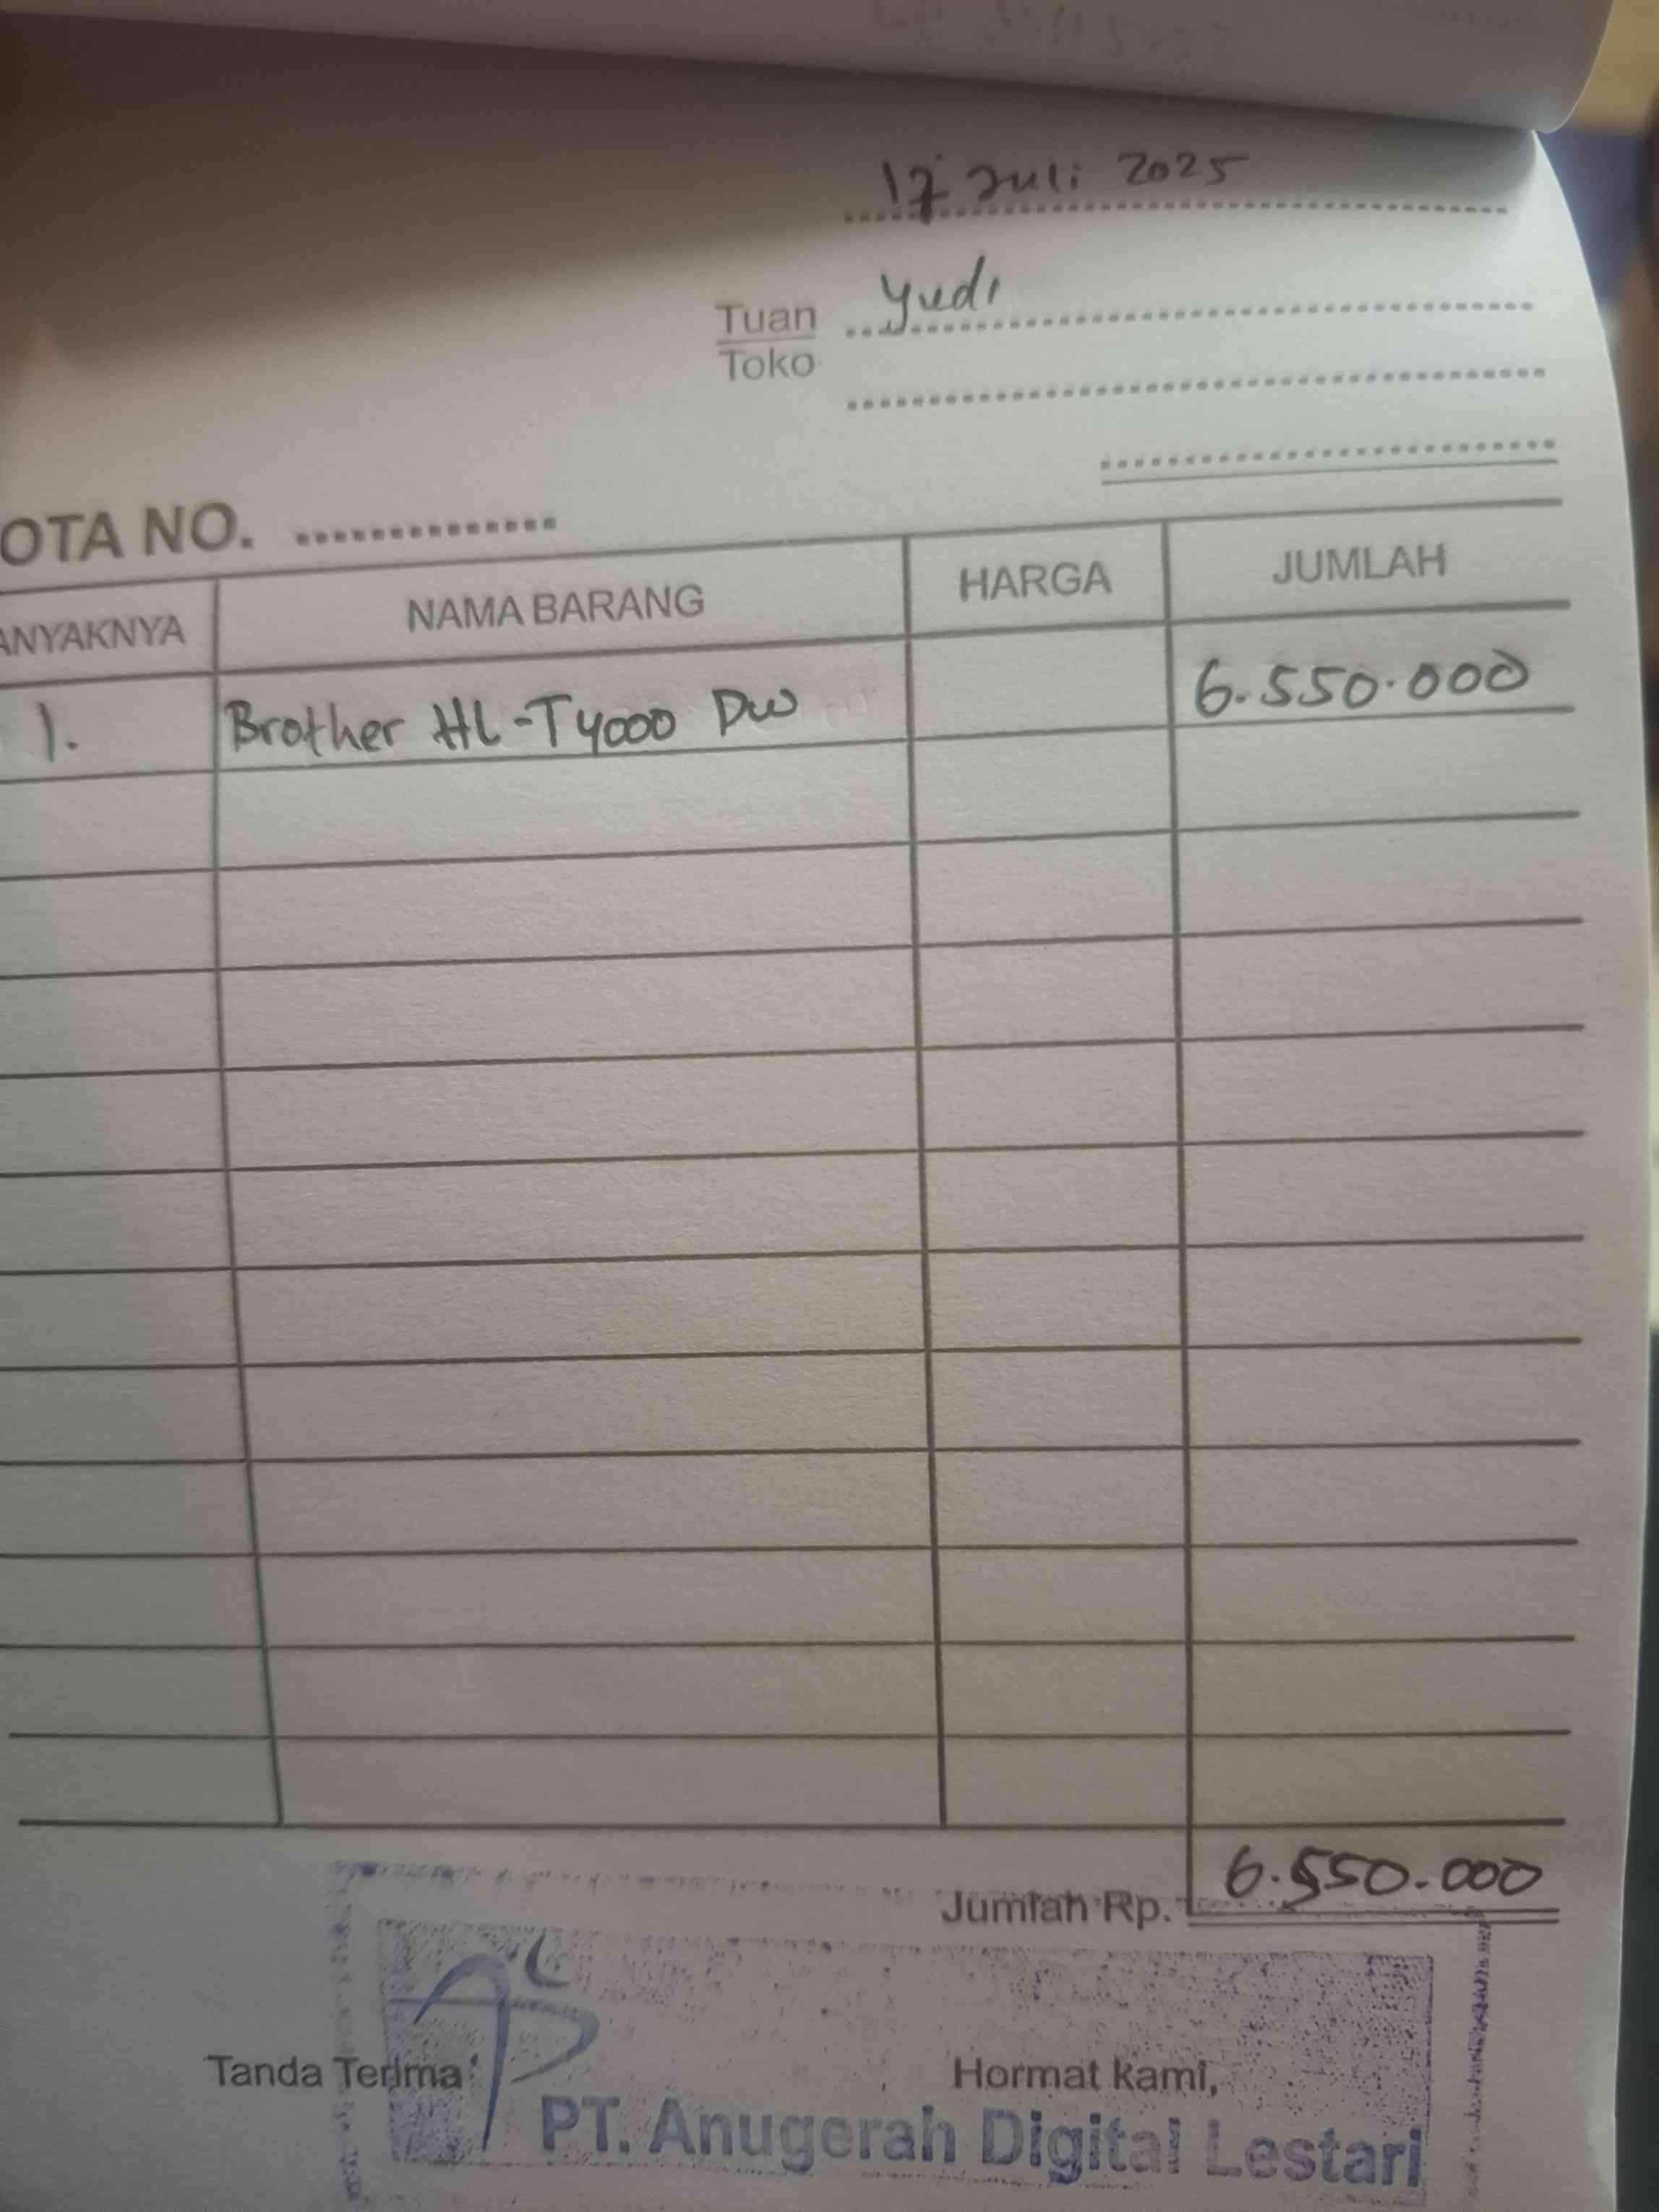 17 Juli 2025
Tuan Yudi
Toko
OTA NO. ..............
ANYAKNYA NAMA BARANG HARGA JUMLAH
1. Brother HL-T4000 DW 6.550.000
Jumlah Rp. 6.550.000
Tanda Terima Hormat kami,
PT. Anugerah Digital Lestari